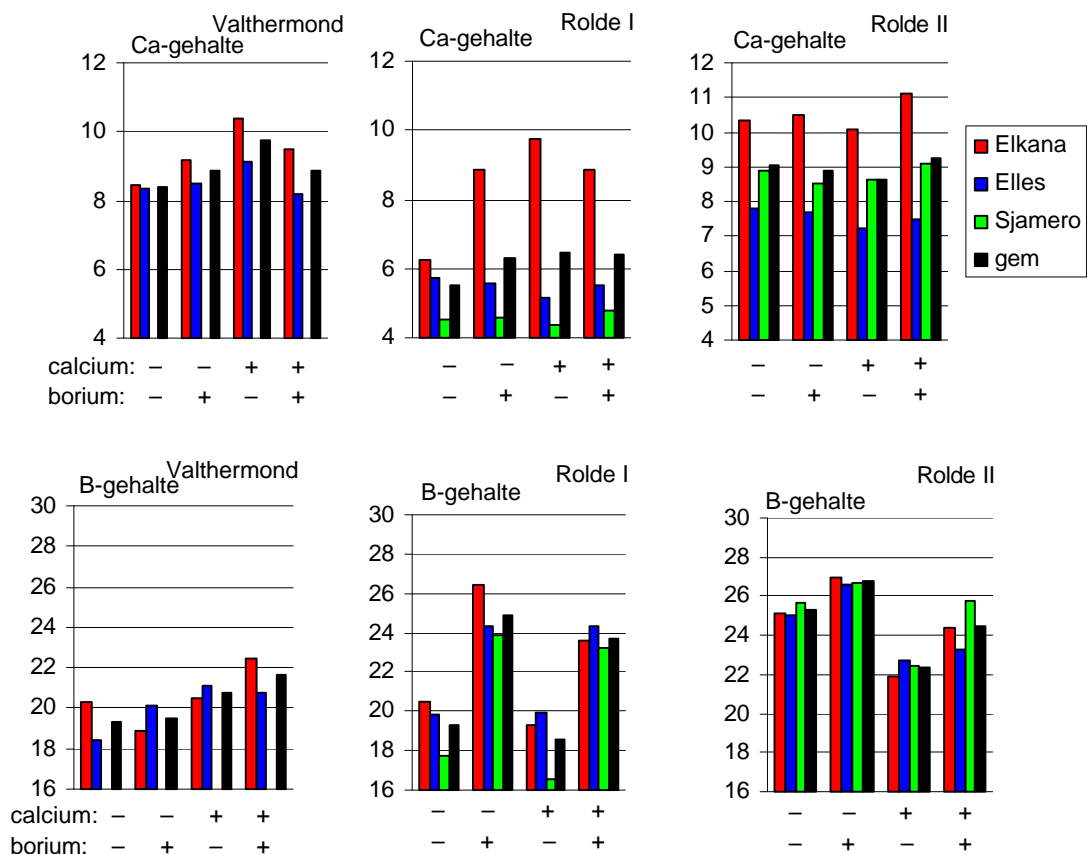 Valthermond
Ca-gehalte
12
10
8
6
4
calcium: – – + +
borium: – + – +
Rolde I
Ca-gehalte
12
10
8
6
4
– – + +
– + – +
Rolde II
Ca-gehalte
12
11
10
9
8
7
6
5
4
– – + +
– + – +
Elkana
Elles
Sjamero
gem
Valthermond
B-gehalte
30
28
26
24
22
20
18
16
calcium: – – + +
borium: – + – +
Rolde I
B-gehalte
30
28
26
24
22
20
18
16
– – + +
– + – +
Rolde II
B-gehalte
30
28
26
24
22
20
18
16
– – + +
– + – +